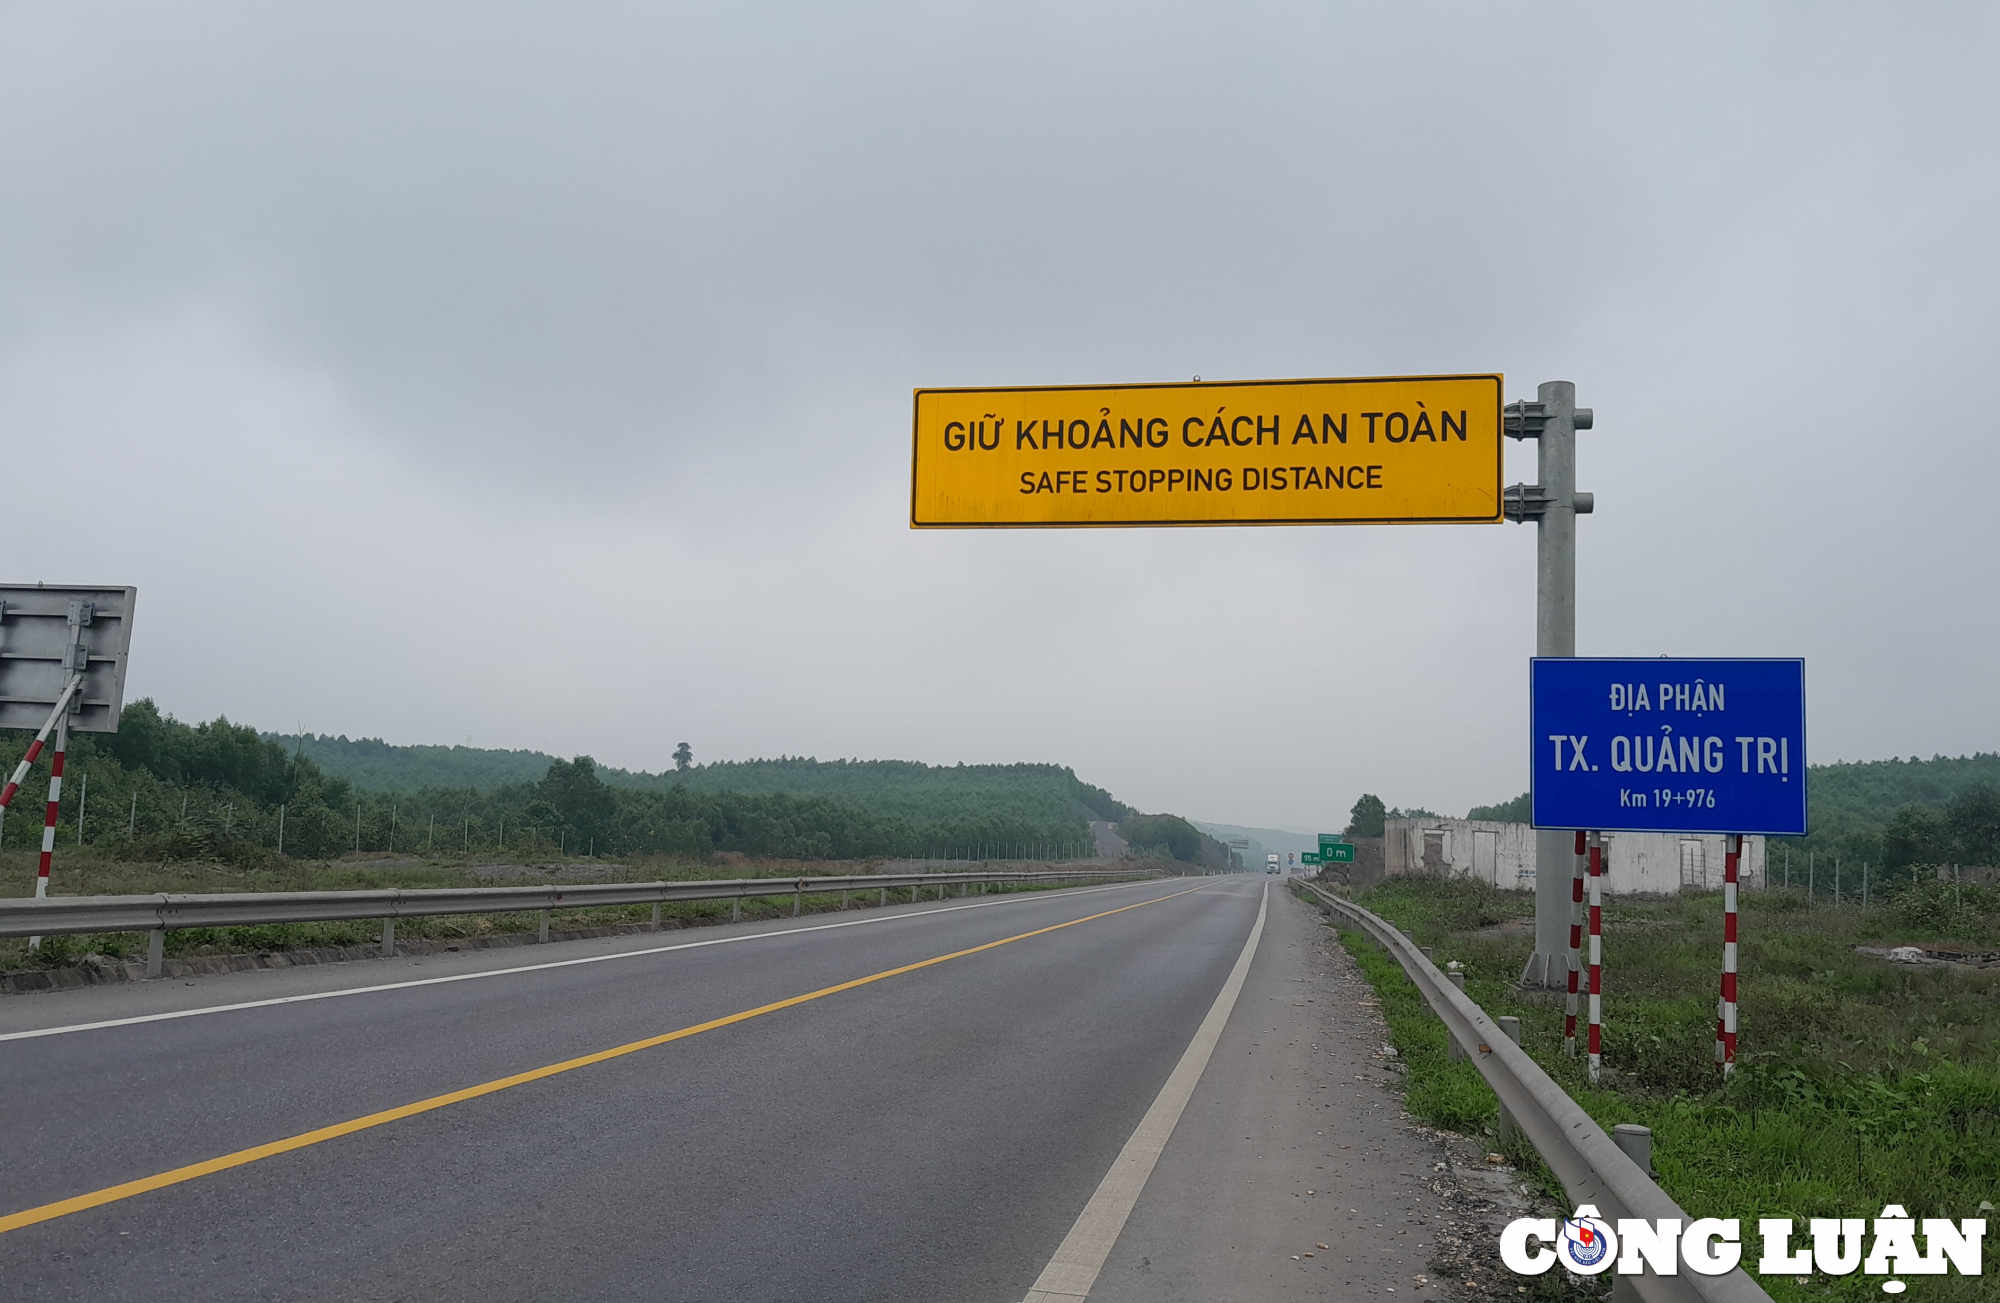 GIỮ KHOẢNG CÁCH AN TOÀN
SAFE STOPPING DISTANCE
ĐỊA PHẬN
TX. QUẢNG TRỊ
Km 19+976
0 m
55 m
CÔNG LUẬN